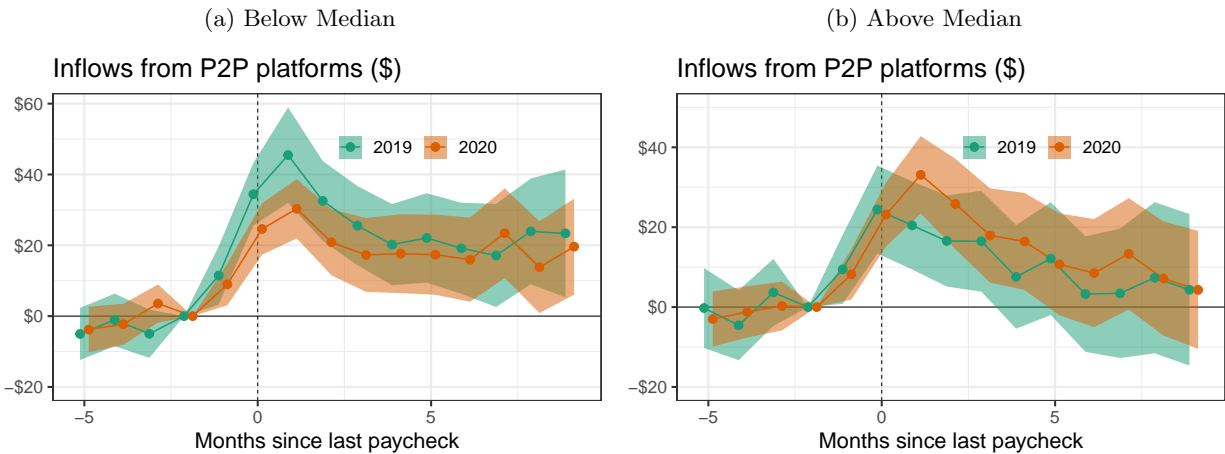 (a) Below Median
Inflows from P2P platforms ($)
$60
$40
$20
$0
−$20
2019 2020
−5 0 5
Months since last paycheck
(b) Above Median
Inflows from P2P platforms ($)
$40
$20
$0
−$20
2019 2020
−5 0 5
Months since last paycheck